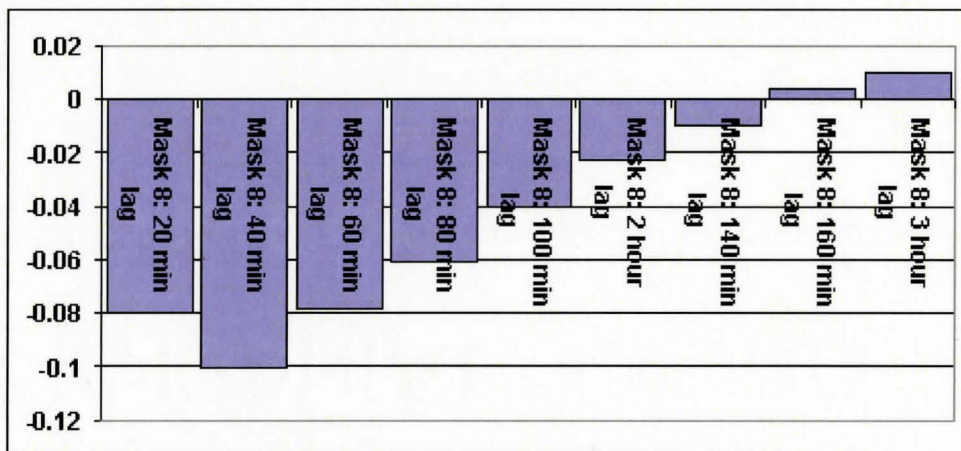 0.02
0
-0.02
-0.04
-0.06
-0.08
-0.1
-0.12
Mask 8: 20 min
lag
Mask 8: 40 min
lag
Mask 8: 60 min
lag
Mask 8: 80 min
lag
Mask 8: 100 min
lag
Mask 8: 2 hour
lag
Mask 8: 140 min
lag
Mask 8: 160 min
lag
Mask 8: 3 hour
lag